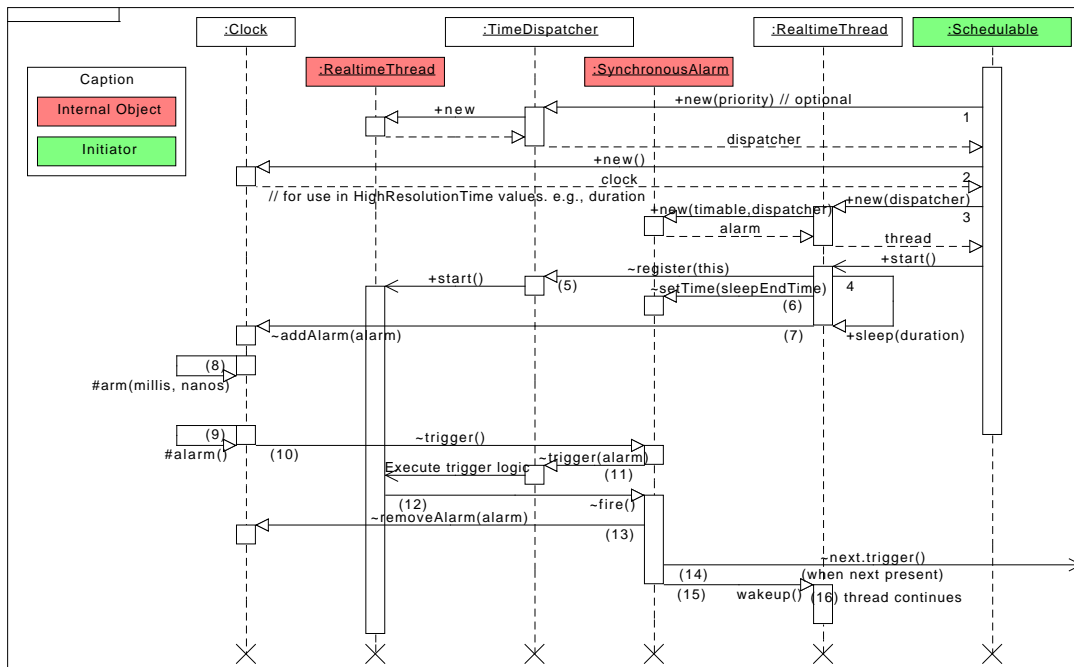 :Clock
:TimeDispatcher
:RealtimeThread
:Schedulable
:RealtimeThread
:SynchronousAlarm
Caption
Internal Object
Initiator
+new(priority) // optional
1
+new
dispatcher
+new()
2
clock
// for use in HighResolutionTime values. e.g., duration
+new(dispatcher)
3
+new(timable,dispatcher)
alarm
thread
+start()
4
~register(this)
(5)
+start()
~setTime(sleepEndTime)
(6)
~addAlarm(alarm)
(7)
+sleep(duration)
(8)
#arm(millis, nanos)
(9)
#alarm()
(10)
~trigger()
~trigger(alarm)
(11)
Execute trigger logic
(12)
~fire()
~removeAlarm(alarm)
(13)
~next.trigger()
(14)
(when next present)
(15)
wakeup()
(16) thread continues